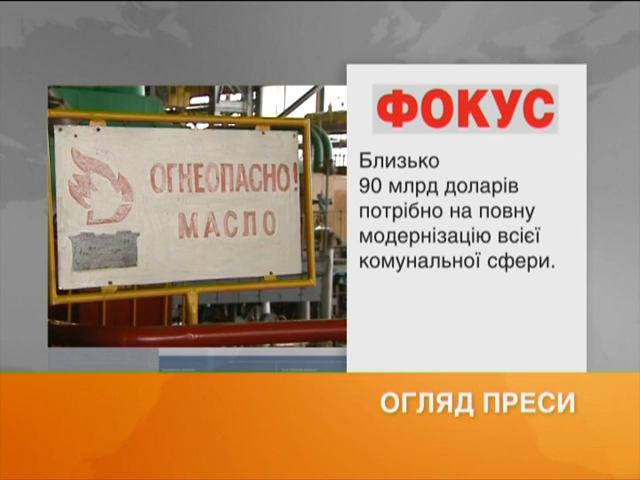 ОГНЕОПАСНО!
МАСЛО
ФОКУС
Близько
90 млрд доларів
потрібно на повну
модернізацію всієї
комунальної сфери.
ОГЛЯД ПРЕСИ